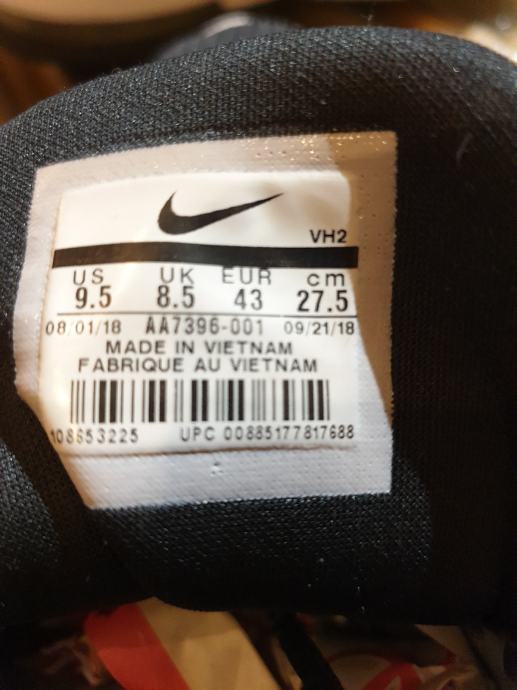 VH2
US UK EUR cm
9.5 8.5 43 27.5
08/01/18 AA7396-001 09/21/18
MADE IN VIETNAM
FABRIQUE AU VIETNAM
108653225 UPC 00885177817688